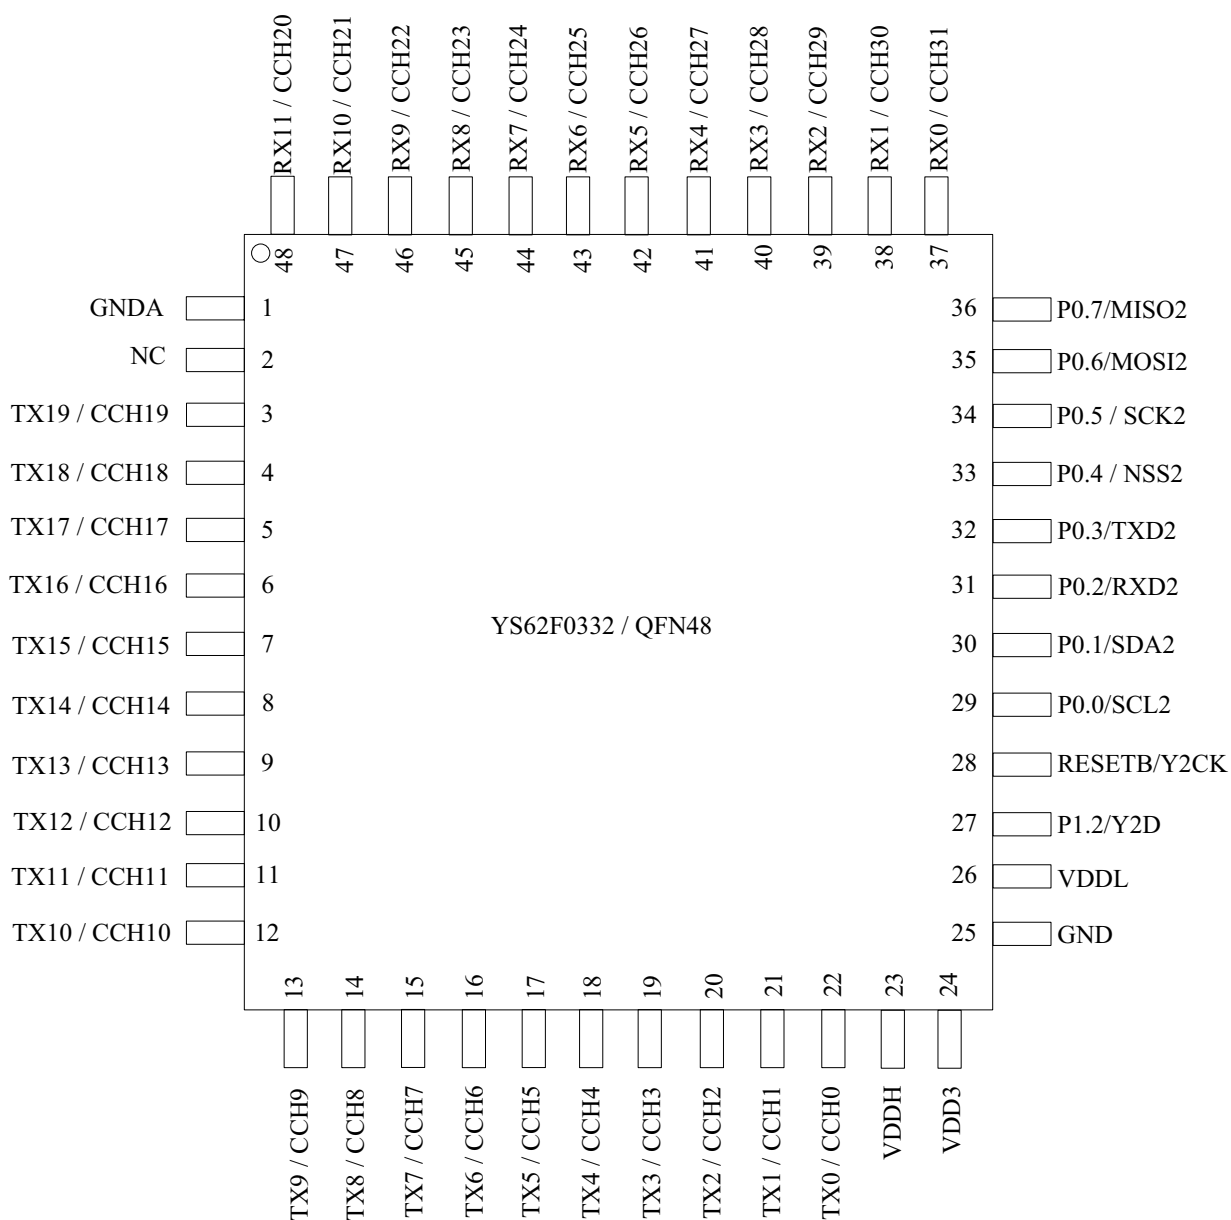 RX11 / CCH20
RX10 / CCH21
RX9 / CCH22
RX8 / CCH23
RX7 / CCH24
RX6 / CCH25
RX5 / CCH26
RX4 / CCH27
RX3 / CCH28
RX2 / CCH29
RX1 / CCH30
RX0 / CCH31
48
47
46
45
44
43
42
41
40
39
38
37
GNDA 1
NC 2
TX19 / CCH19 3
TX18 / CCH18 4
TX17 / CCH17 5
TX16 / CCH16 6
TX15 / CCH15 7
TX14 / CCH14 8
TX13 / CCH13 9
TX12 / CCH12 10
TX11 / CCH11 11
TX10 / CCH10 12
YS62F0332 / QFN48
36 P0.7/MISO2
35 P0.6/MOSI2
34 P0.5 / SCK2
33 P0.4 / NSS2
32 P0.3/TXD2
31 P0.2/RXD2
30 P0.1/SDA2
29 P0.0/SCL2
28 RESETB/Y2CK
27 P1.2/Y2D
26 VDDL
25 GND
13
14
15
16
17
18
19
20
21
22
23
24
TX9 / CCH9
TX8 / CCH8
TX7 / CCH7
TX6 / CCH6
TX5 / CCH5
TX4 / CCH4
TX3 / CCH3
TX2 / CCH2
TX1 / CCH1
TX0 / CCH0
VDDH
VDD3